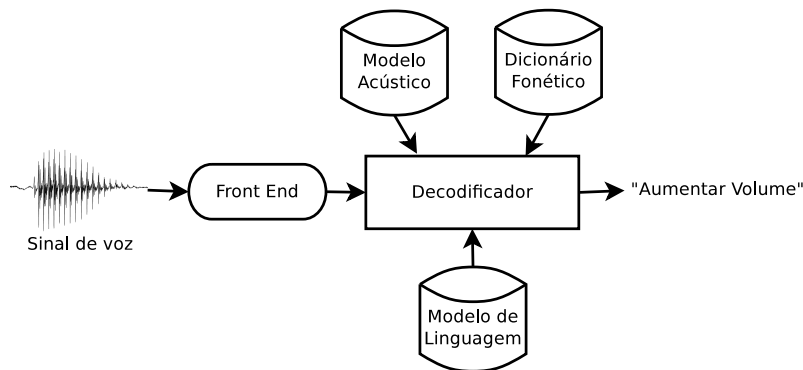 Modelo
Acústico
Dicionário
Fonético
Sinal de voz
Front End
Decodificador
"Aumentar Volume"
Modelo de
Linguagem